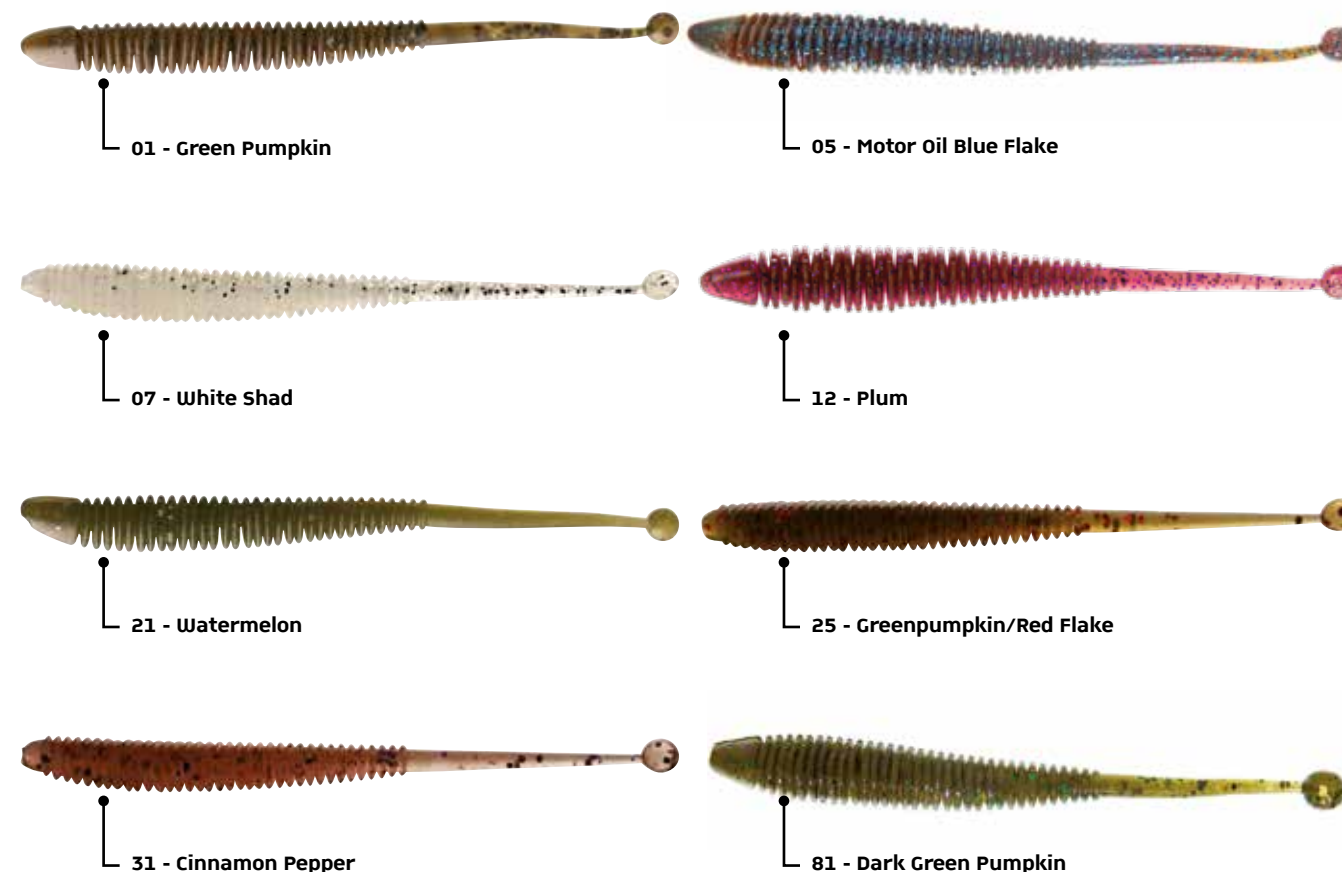 01 - Green Pumpkin
05 - Motor Oil Blue Flake
07 - White Shad
12 - Plum
21 - Watermelon
25 - Greenpumpkin/Red Flake
31 - Cinnamon Pepper
81 - Dark Green Pumpkin